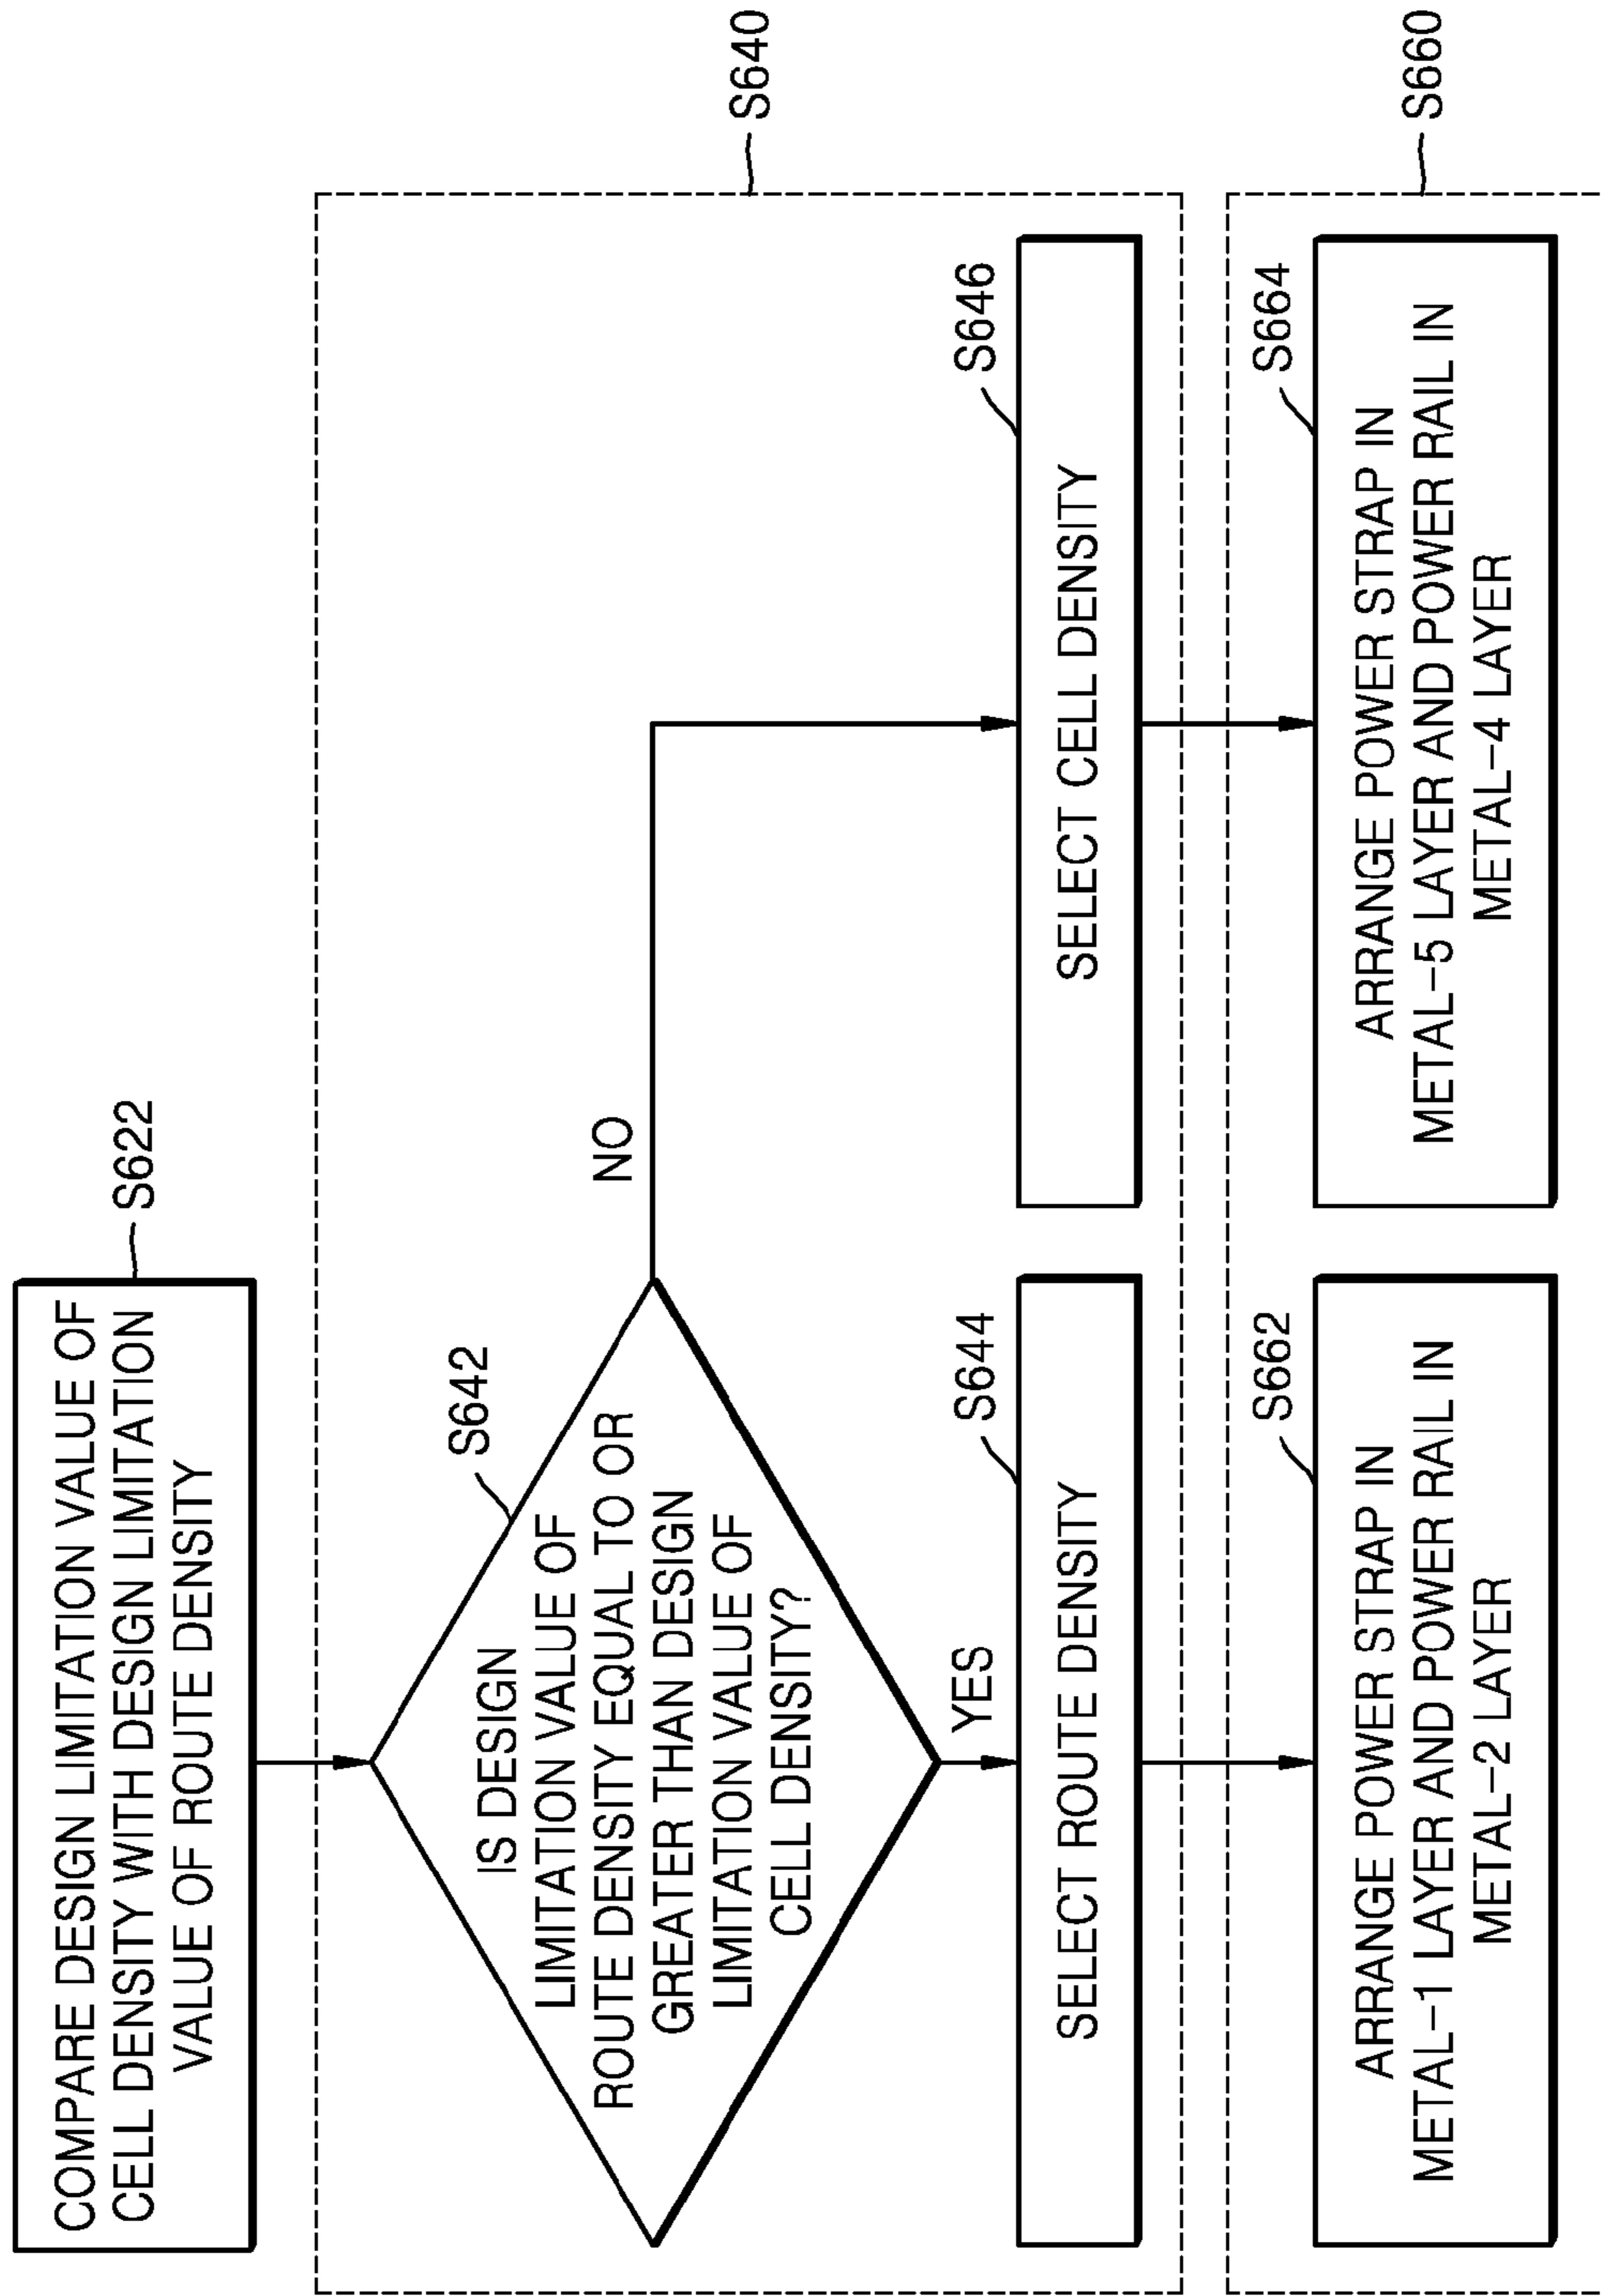 COMPARE DESIGN LIMITATION VALUE OF
CELL DENSITY WITH DESIGN LIMITATION
VALUE OF ROUTE DENSITY
S622
S640
S642
IS DESIGN
LIMITATION VALUE OF
ROUTE DENSITY EQUAL TO OR
GREATER THAN DESIGN
LIMITATION VALUE OF
CELL DENSITY?
NO
YES
S644
SELECT ROUTE DENSITY
S646
SELECT CELL DENSITY
S660
S662
ARRANGE POWER STRAP IN
METAL-1 LAYER AND POWER RAIL IN
METAL-2 LAYER
S664
ARRANGE POWER STRAP IN
METAL-5 LAYER AND POWER RAIL IN
METAL-4 LAYER